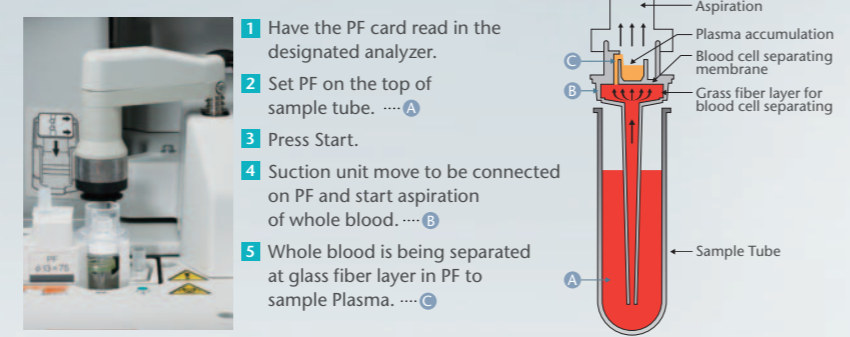 1 Have the PF card read in the
designated analyzer.
2 Set PF on the top of
sample tube. ···· A
3 Press Start.
4 Suction unit move to be connected
on PF and start aspiration
of whole blood. ···· B
5 Whole blood is being separated
at glass fiber layer in PF to
sample Plasma. ···· C
Aspiration
Plasma accumulation
Blood cell separating
membrane
Grass fiber layer for
blood cell separating
Sample Tube
C
B
A
PF